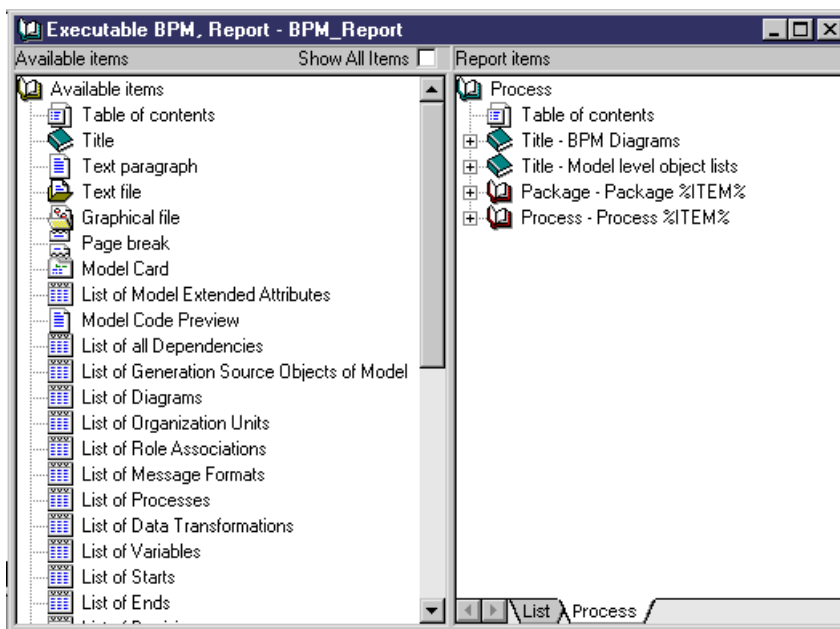 Executable BPM, Report - BPM_Report
Available items Show All Items
Available items
Table of contents
Title
Text paragraph
Text file
Graphical file
Page break
Model Card
List of Model Extended Attributes
Model Code Preview
List of all Dependencies
List of Generation Source Objects of Model
List of Diagrams
List of Organization Units
List of Role Associations
List of Message Formats
List of Processes
List of Data Transformations
List of Variables
List of Starts
List of Ends
Report items
Process
Table of contents
Title - BPM Diagrams
Title - Model level object lists
Package - Package %ITEM%
Process - Process %ITEM%
List Process